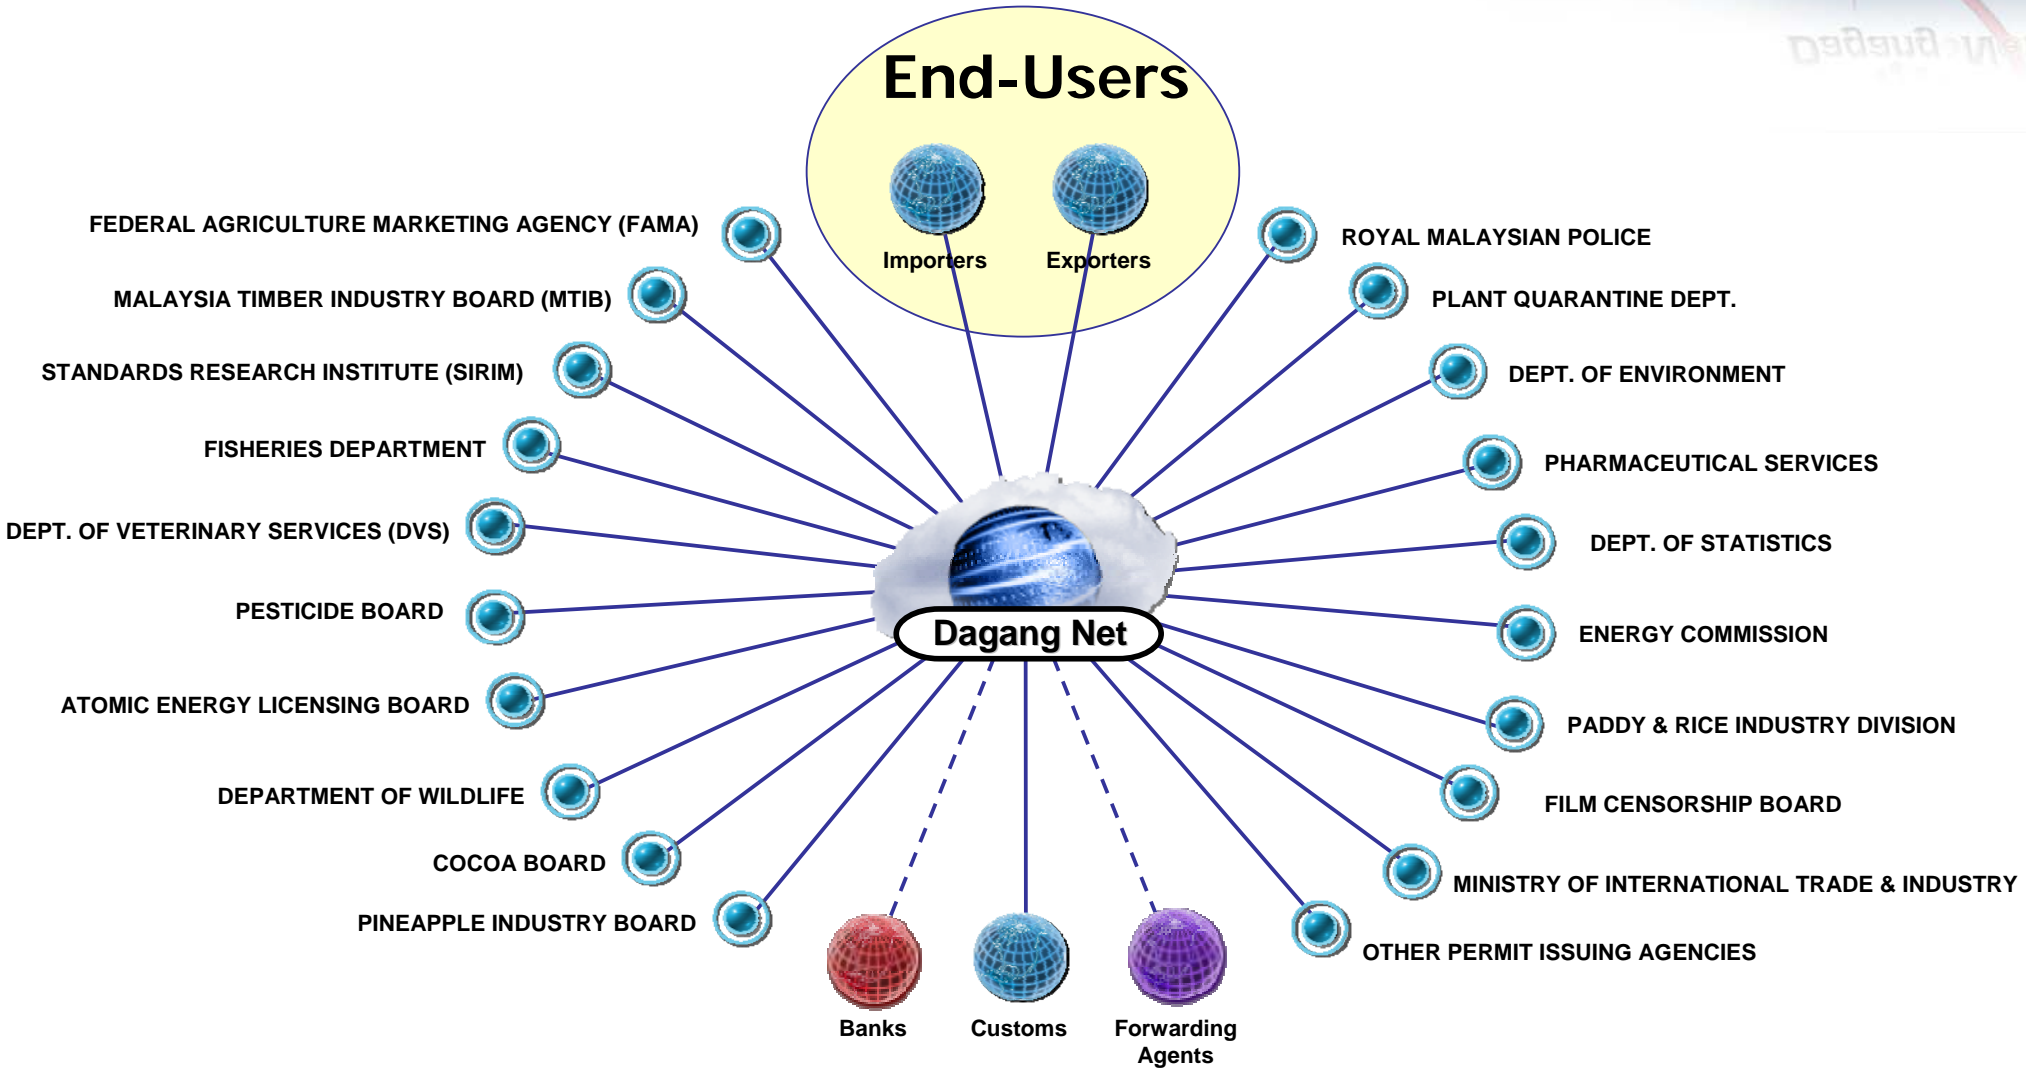 End-Users
Importers
Exporters
FEDERAL AGRICULTURE MARKETING AGENCY (FAMA)
MALAYSIA TIMBER INDUSTRY BOARD (MTIB)
STANDARDS RESEARCH INSTITUTE (SIRIM)
FISHERIES DEPARTMENT
DEPT. OF VETERINARY SERVICES (DVS)
PESTICIDE BOARD
ATOMIC ENERGY LICENSING BOARD
DEPARTMENT OF WILDLIFE
COCOA BOARD
PINEAPPLE INDUSTRY BOARD
ROYAL MALAYSIAN POLICE
PLANT QUARANTINE DEPT.
DEPT. OF ENVIRONMENT
PHARMACEUTICAL SERVICES
DEPT. OF STATISTICS
ENERGY COMMISSION
PADDY & RICE INDUSTRY DIVISION
FILM CENSORSHIP BOARD
MINISTRY OF INTERNATIONAL TRADE & INDUSTRY
OTHER PERMIT ISSUING AGENCIES
Dagang Net
Banks
Customs
Forwarding
Agents